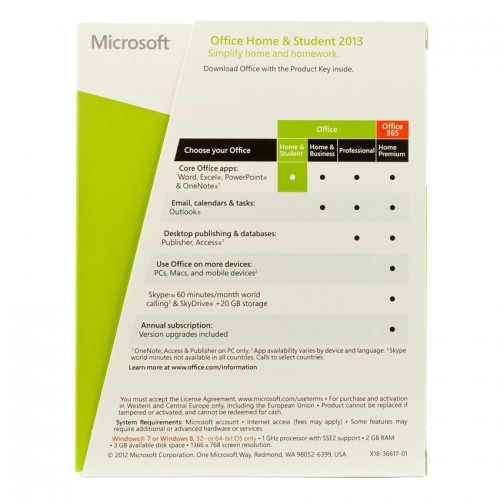 Microsoft®
Office Home & Student 2013
Simplify home and homework.
Download Office with the Product Key inside.
Office
Office 365
Choose your Office
Home & Student
Home & Business
Professional
Home Premium
Core Office apps:
Word, Excel®, PowerPoint®
& OneNote®¹
Email, calendars & tasks:
Outlook®
Desktop publishing & databases:
Publisher, Access®¹
Use Office on more devices:
PCs, Macs, and mobile devices²
Skype™ 60 minutes/month world
calling³ & SkyDrive® +20 GB storage
Annual subscription:
Version upgrades included
¹OneNote, Access & Publisher on PC only. ² App availability varies by device and language. ³ Skype
world minutes not available in all countries. Calls to select countries only.
Learn more at www.office.com/information
You must accept the License Agreement, www.microsoft.com/useterms • For purchase and activation
in Western and Central Europe only, including the European Union • Product cannot be refunded if
tampered or activated, and cannot be redeemed for cash.
System Requirements: Microsoft account • Internet access (fees may apply) • Some features may
require additional or advanced hardware or services.
Windows® 7 or Windows 8, 32- or 64-bit OS only • 1 GHz processor with SSE2 support • 2 GB RAM
• 3 GB available disk space • 1366 x 768 screen resolution.
© 2012 Microsoft Corporation. One Microsoft Way, Redmond, WA 98052-6399, USA
X18-36617-01